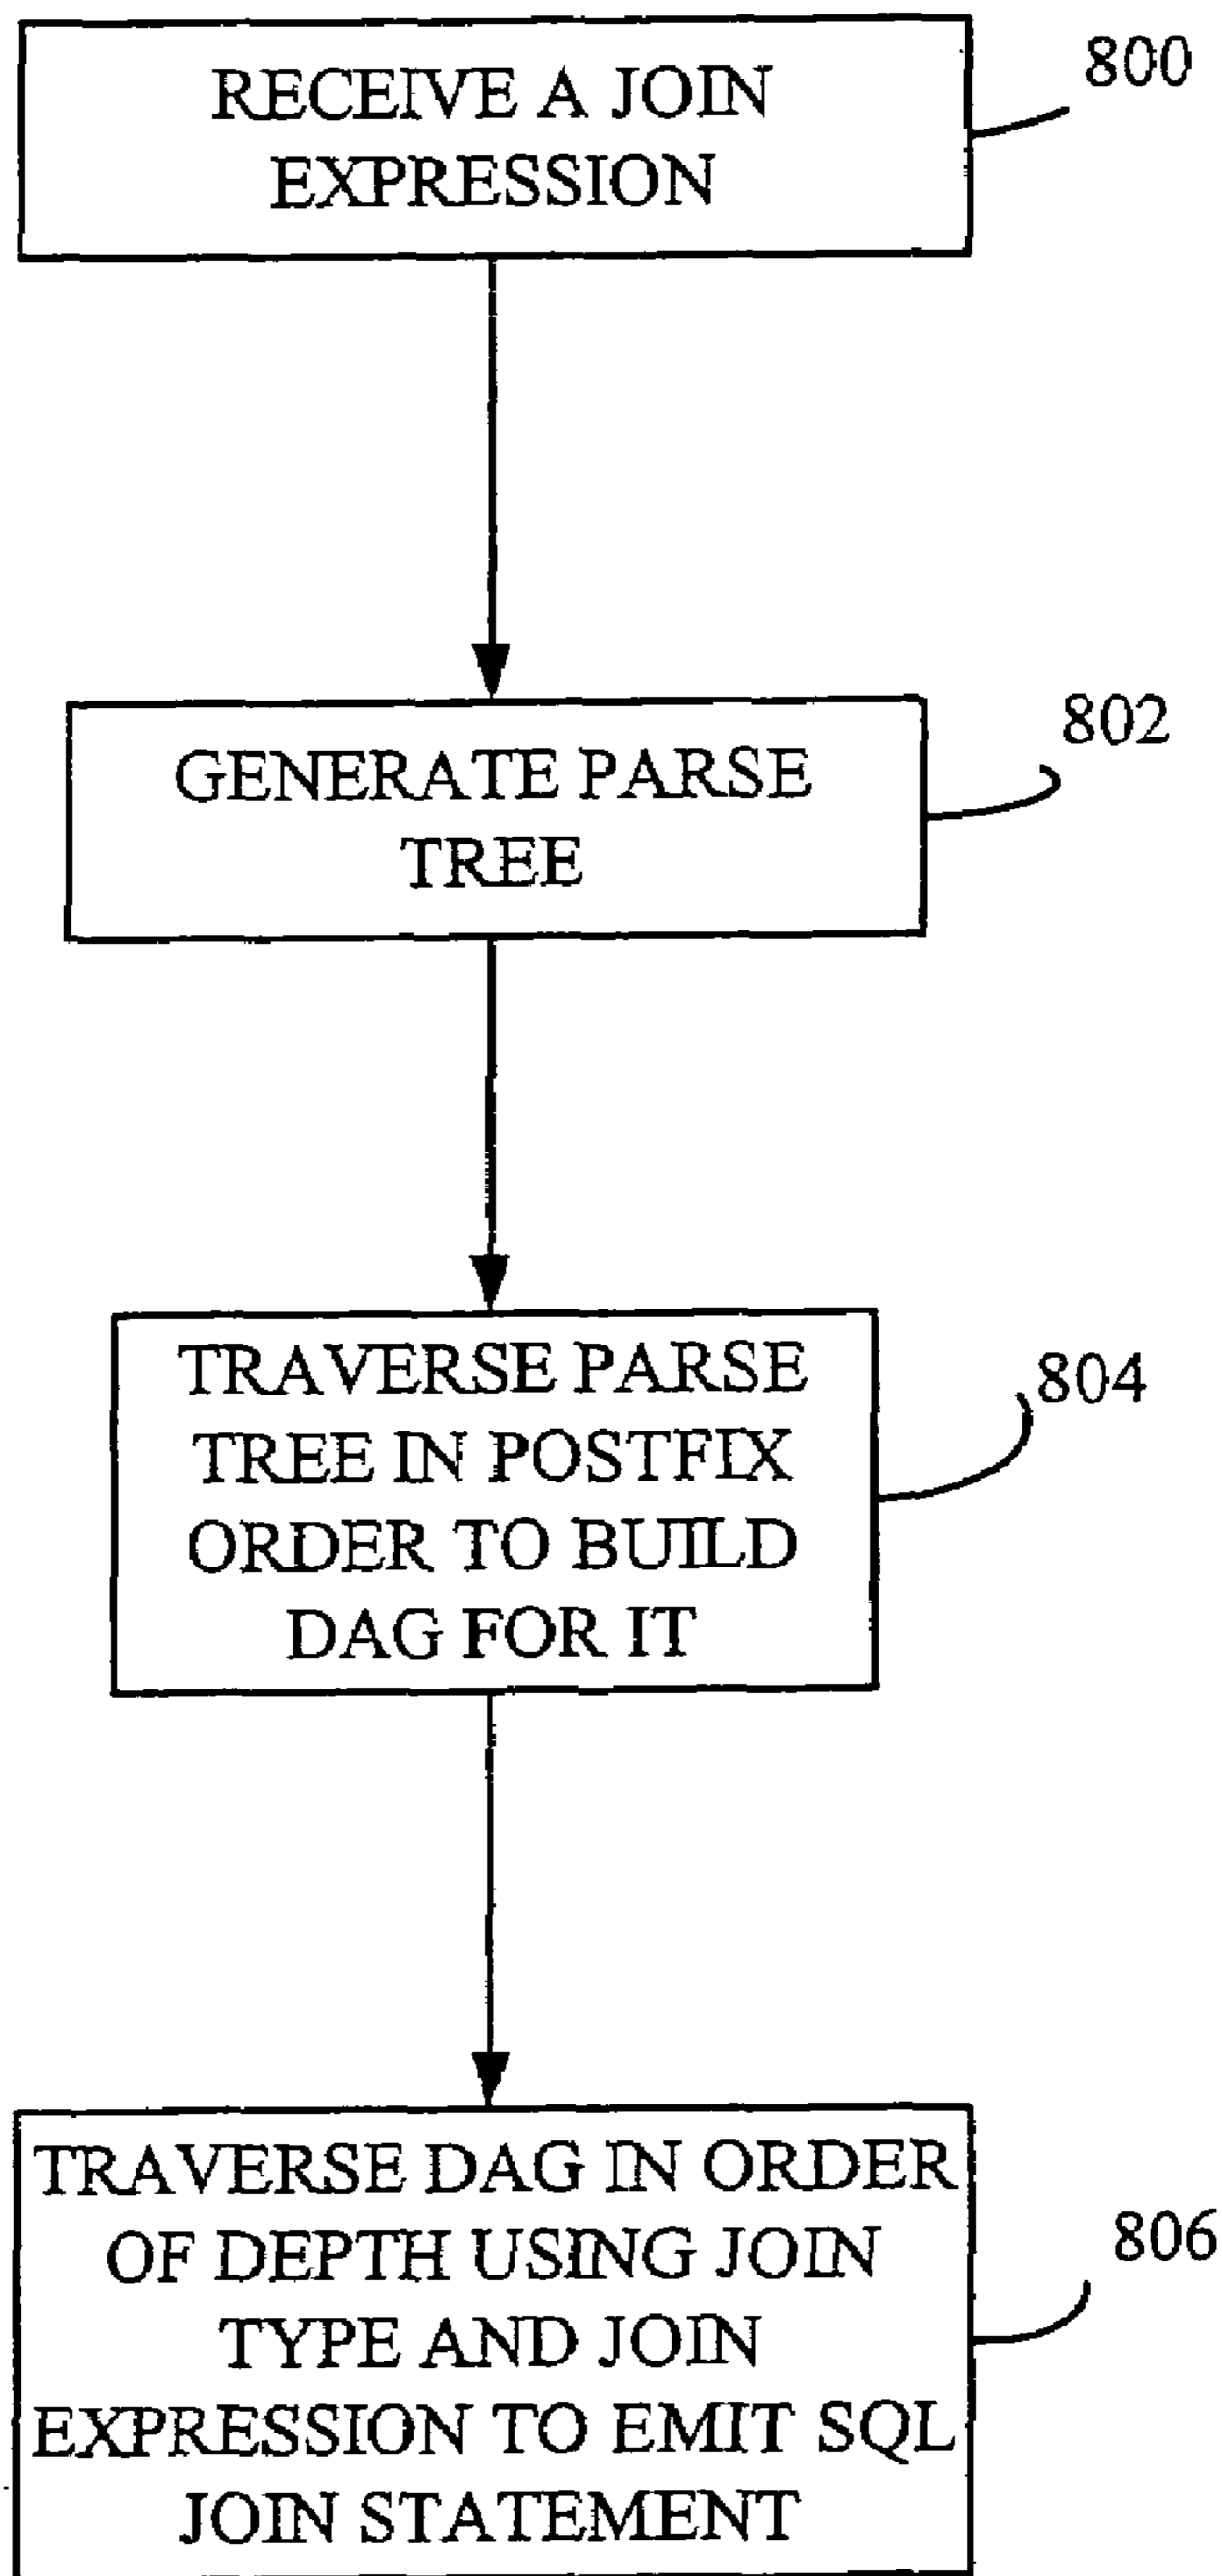 RECEIVE A JOIN
EXPRESSION
800
GENERATE PARSE
TREE
802
TRAVERSE PARSE
TREE IN POSTFIX
ORDER TO BUILD
DAG FOR IT
804
TRAVERSE DAG IN ORDER
OF DEPTH USING JOIN
TYPE AND JOIN
EXPRESSION TO EMIT SQL
JOIN STATEMENT
806